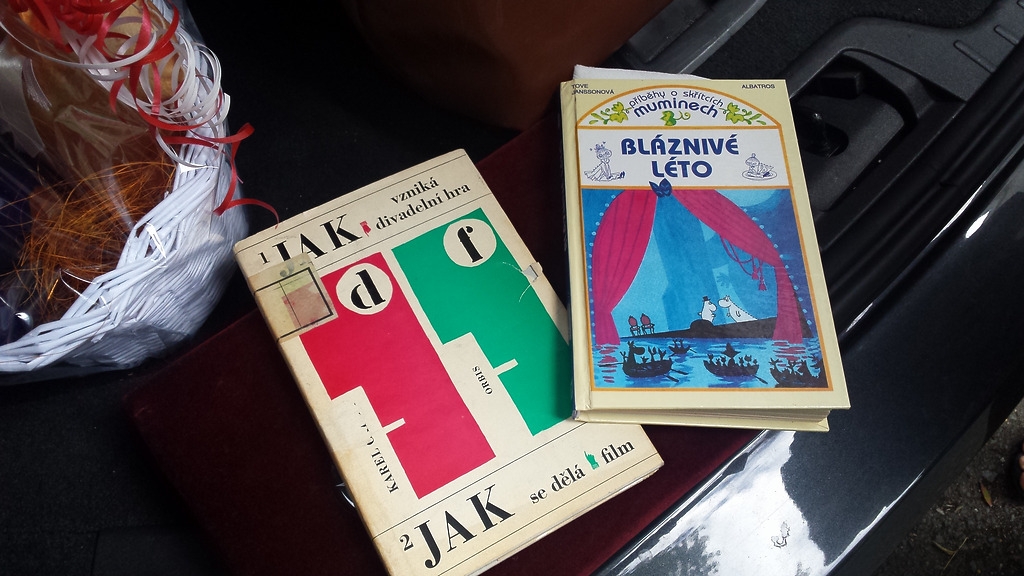 1 JAK vzniká
divadelní hra
d
f
ORBIS
KAREL
2 JAK se dělá film
TOVE
JANSSONOVÁ
ALBATROS
příběhy o skřítcích
muminech
BLÁZNIVÉ
LÉTO